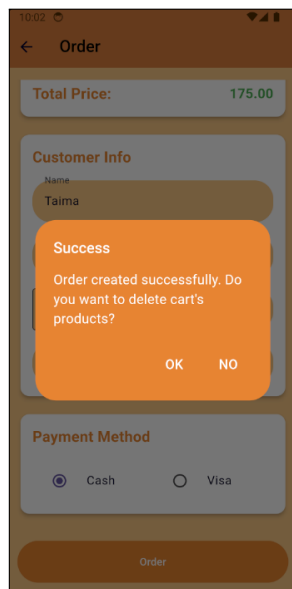 10:02
Order
Total Price: 175.00
Customer Info
Name
Taima
Success
Order created successfully. Do
you want to delete cart's
products?
OK NO
Payment Method
Cash Visa
Order